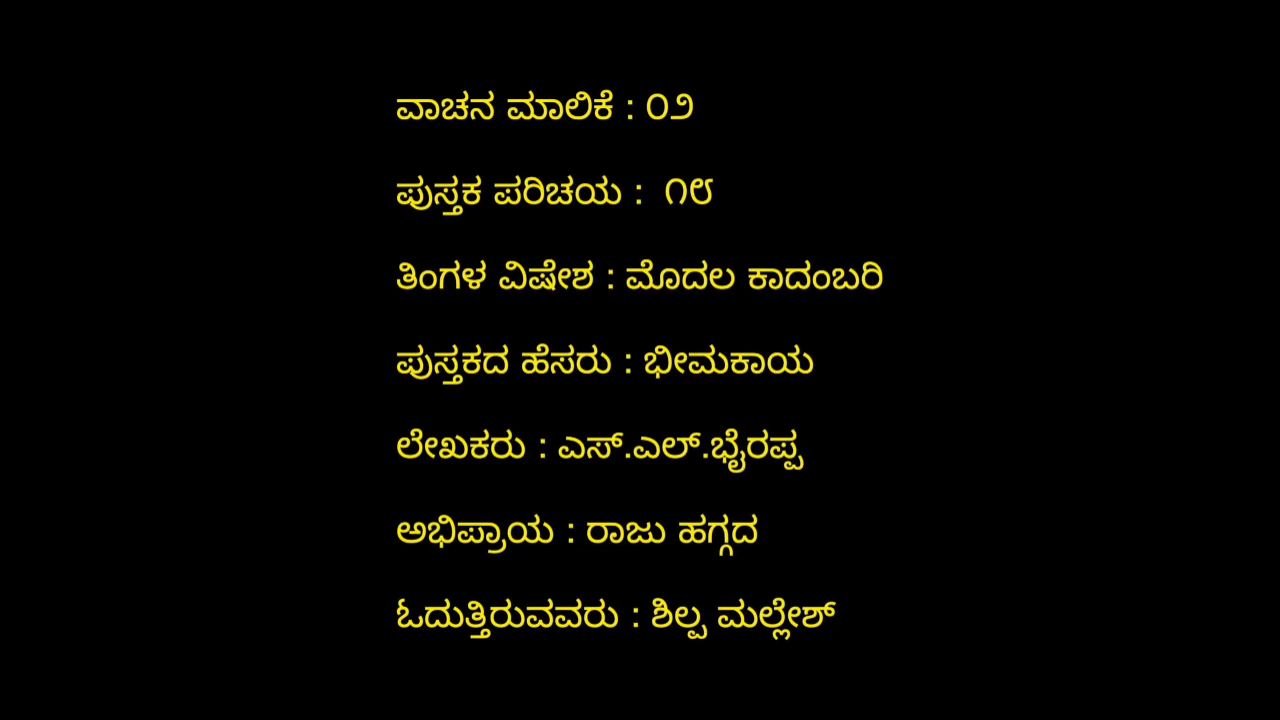 ವಾಚನ ಮಾಲಿಕೆ : ೦೨
ಪುಸ್ತಕ ಪರಿಚಯ : ೧೮
ತಿಂಗಳ ವಿಷೇಶ : ಮೊದಲ ಕಾದಂಬರಿ
ಪುಸ್ತಕದ ಹೆಸರು : ಭೀಮಕಾಯ
ಲೇಖಕರು : ಎಸ್.ಎಲ್.ಭೈರಪ್ಪ
ಅಭಿಪ್ರಾಯ : ರಾಜು ಹಗ್ಗದ
ಓದುತ್ತಿರುವವರು : ಶಿಲ್ಪ ಮಲ್ಲೇಶ್